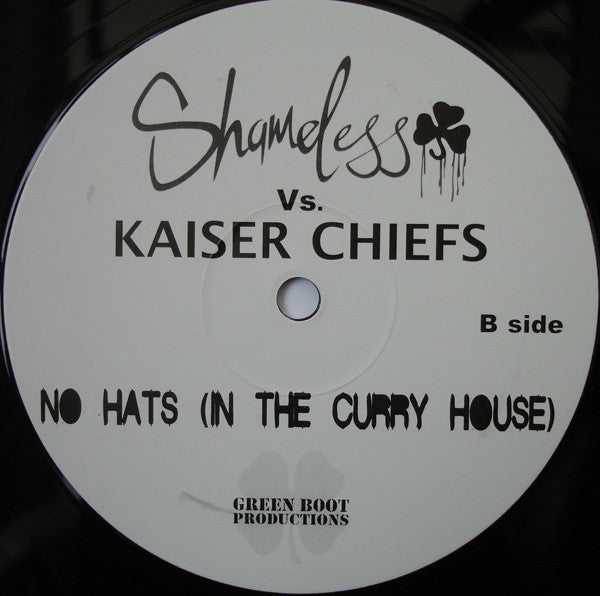 Shameless
Vs.
KAISER CHIEFS
B side
NO HATS (IN THE CURRY HOUSE)
GREEN BOOT
PRODUCTIONS